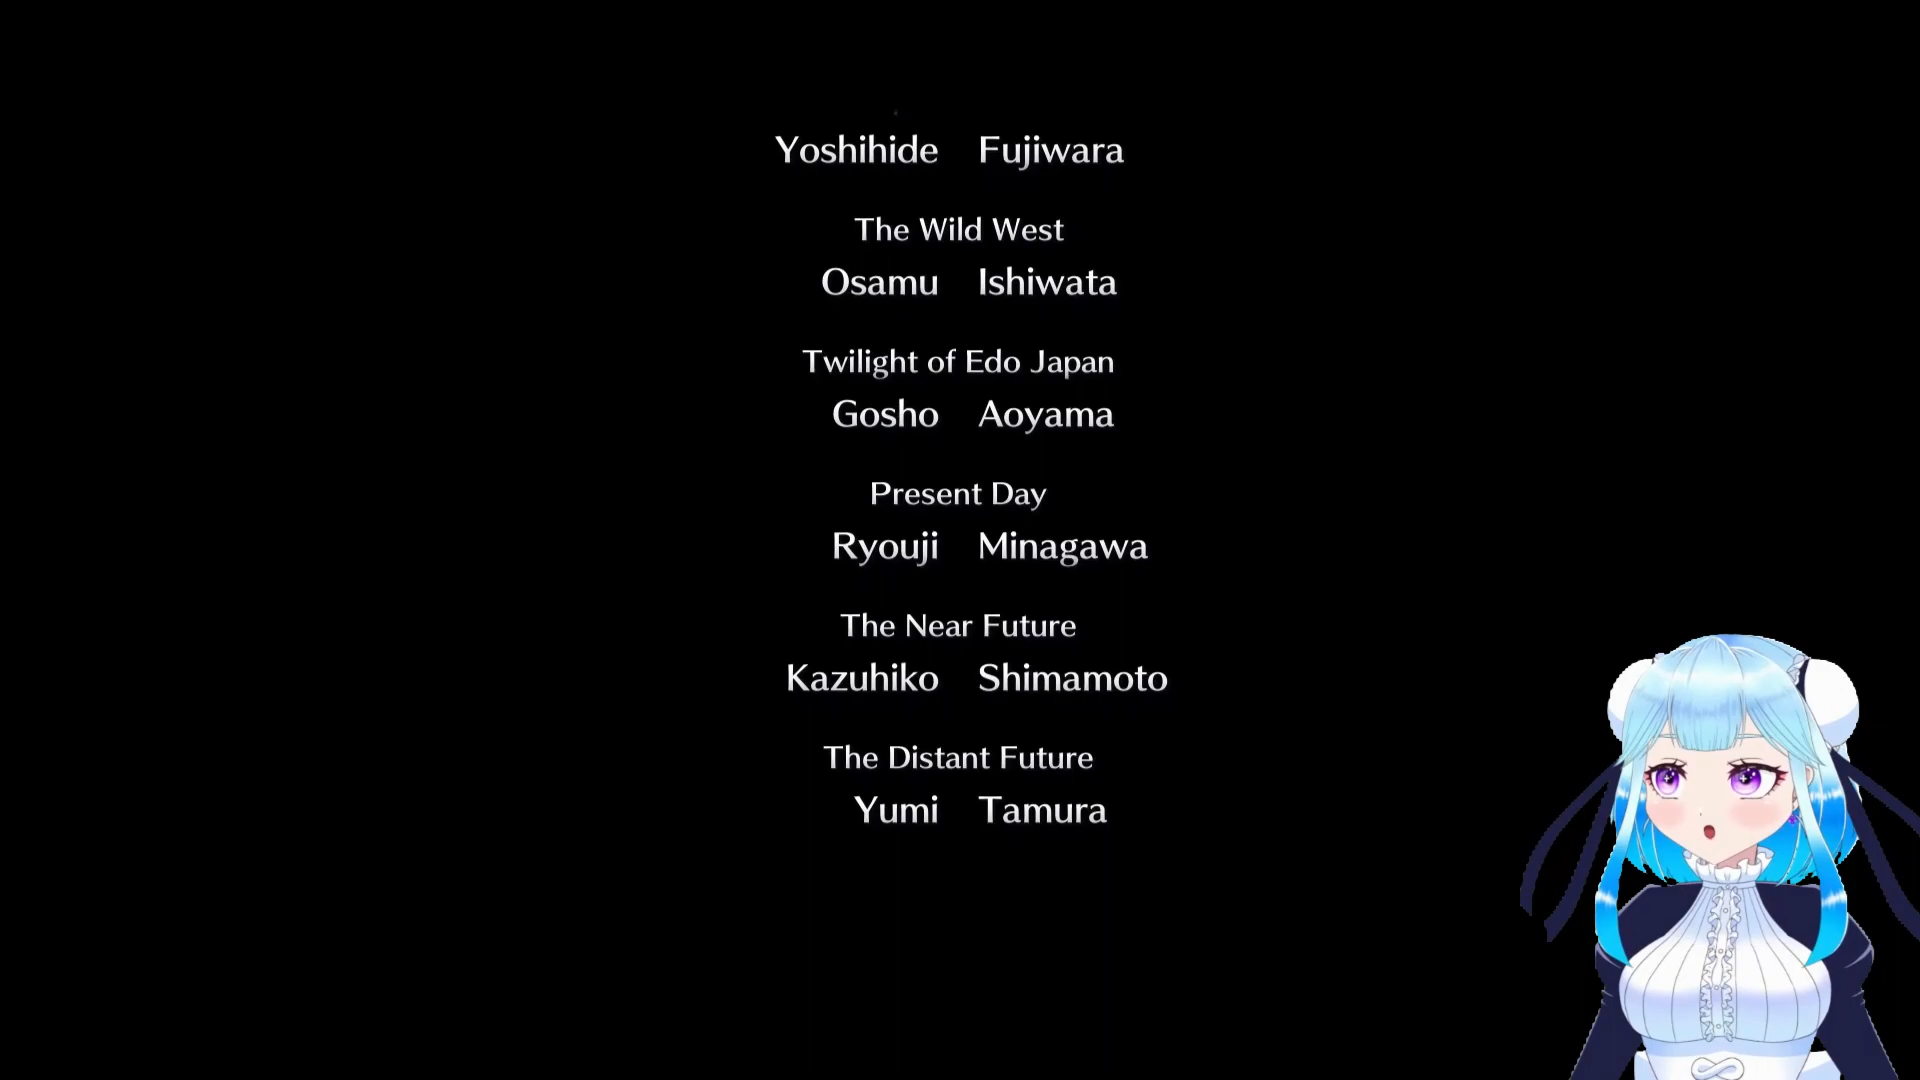 Yoshihide Fujiwara
The Wild West
Osamu Ishiwata
Twilight of Edo Japan
Gosho Aoyama
Present Day
Ryouji Minagawa
The Near Future
Kazuhiko Shimamoto
The Distant Future
Yumi Tamura